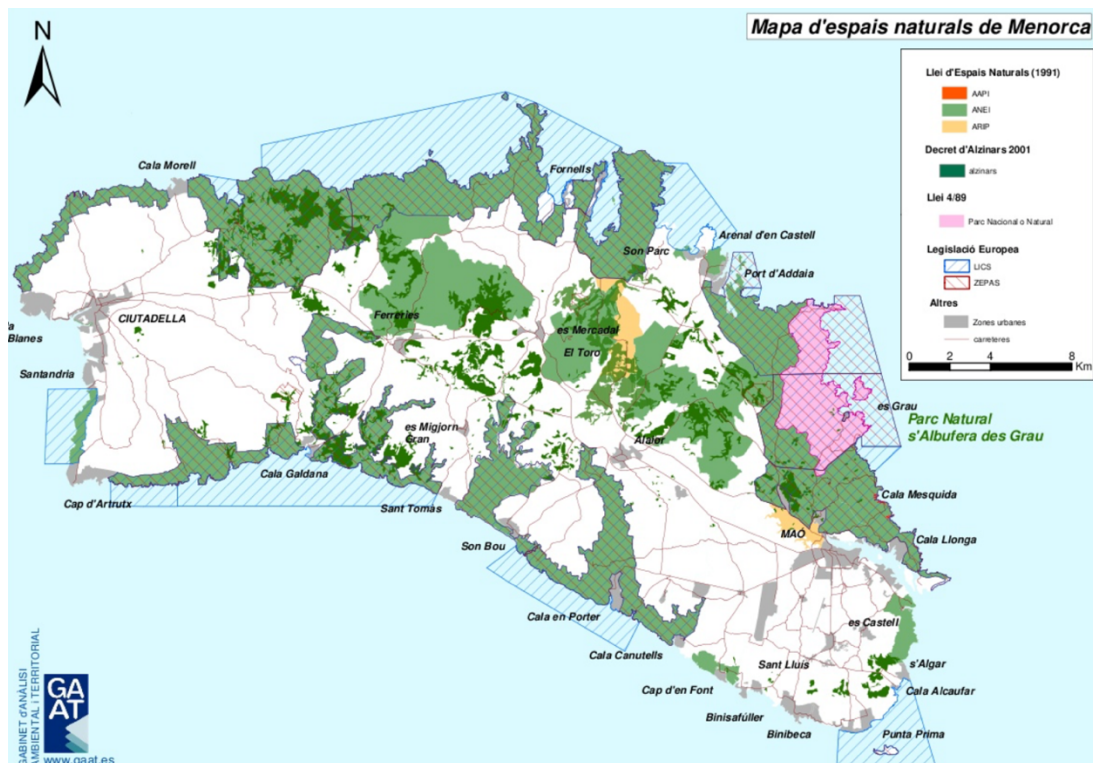 Mapa d'espais naturals de Menorca
N
Llei d'Espais Naturals (1991)
AAPI
ANEI
ARIP
Decret d'Alzinars 2001
alzinars
Llei 4/89
Parc Nacional o Natural
Legislació Europea
LICS
ZEPAS
Altres
Zones urbanes
carreteres
0 2 4 8
Km
Cala Morell
Fornells
Arenal d'en Castell
Son Parc
Port d'Addaia
CIUTADELLA
Ferreries
es Mercadal
El Toro
Blanes
Santandria
es Grau
Parc Natural
s'Albufera des Grau
es Migjorn
Gran
Alaior
Cala Galdana
Cap d'Artrutx
Sant Tomas
Cala Mesquida
MAÓ
Cala Llonga
Son Bou
Cala en Porter
es Castell
Cala Canutells
Sant Lluís
s'Algar
Cap d'en Font
Cala Alcaufar
Binisafúller
Binibeca
Punta Prima
GABINET d'ANÀLISI
AMBIENTAL i TERRITORIAL
GA
AT
www.gaat.es